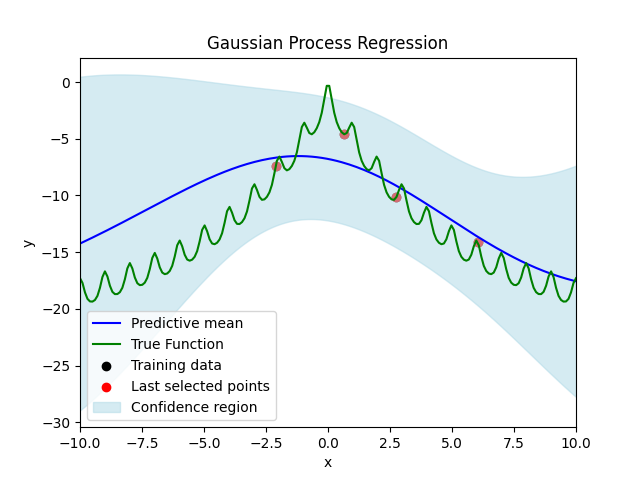 Gaussian Process Regression
y
0
−5
−10
−15
−20
−25
−30
Predictive mean
True Function
Training data
Last selected points
Confidence region
−10.0 −7.5 −5.0 −2.5 0.0 2.5 5.0 7.5 10.0
x